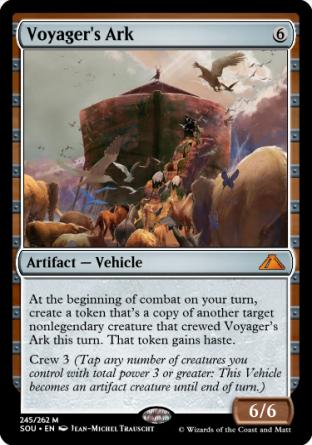 Voyager's Ark 6
Artifact — Vehicle
At the beginning of combat on your turn,
create a token that's a copy of another target
nonlegendary creature that crewed Voyager's
Ark this turn. That token gains haste.
Crew 3 (Tap any number of creatures you
control with total power 3 or greater: This Vehicle
becomes an artifact creature until end of turn.)
6/6
245/262 M
SOU • EN Jean-Michel Trauscht © Wizards of the Coast and Matt